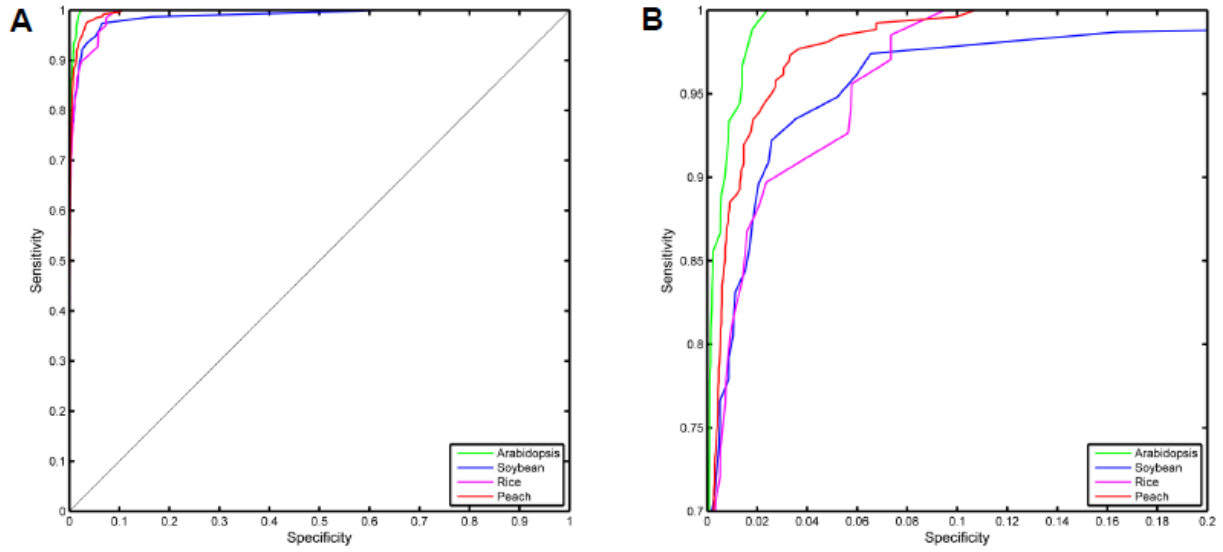 A
1
0.9
0.8
0.7
0.6
0.5
0.4
0.3
0.2
0.1
0
Sensitivity
0 0.1 0.2 0.3 0.4 0.5 0.6 0.7 0.8 0.9 1
Specificity
Arabidopsis
Soybean
Rice
Peach
B
1
0.95
0.9
0.85
0.8
0.75
0.7
Sensitivity
0 0.02 0.04 0.06 0.08 0.1 0.12 0.14 0.16 0.18 0.2
Specificity
Arabidopsis
Soybean
Rice
Peach